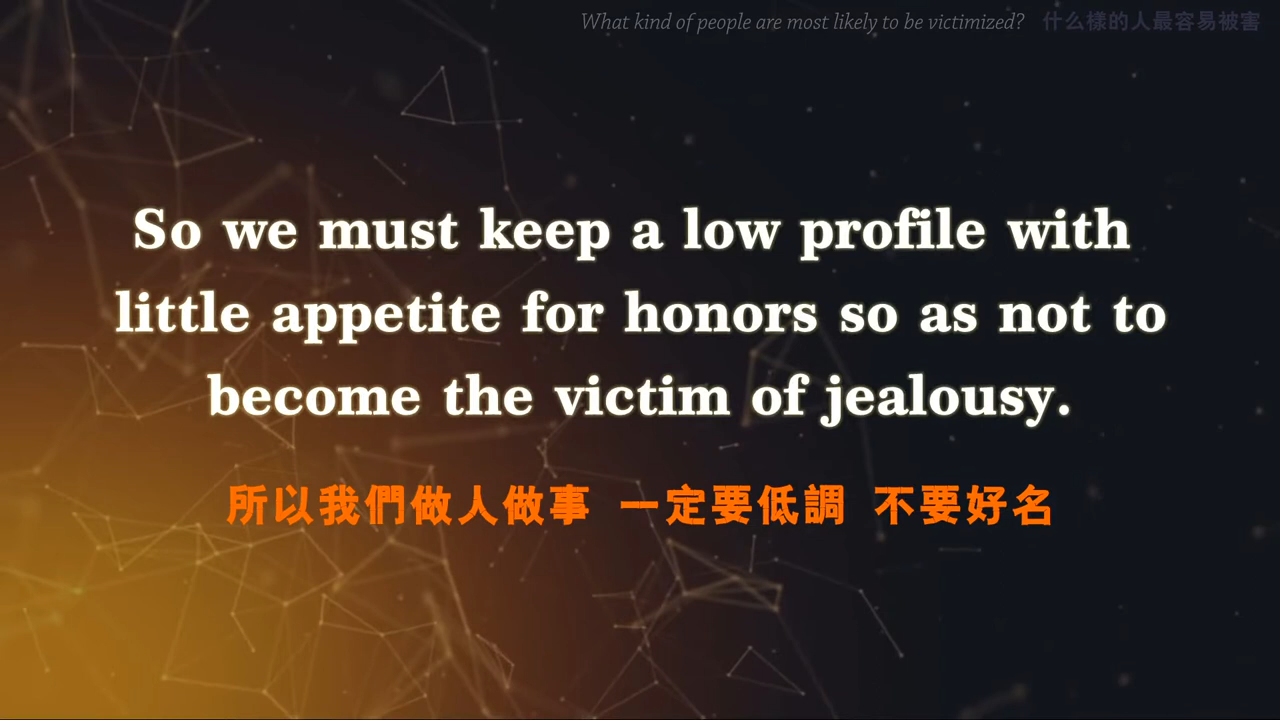 What kind of people are most likely to be victimized? 什么樣的人最容易被害
So we must keep a low profile with
little appetite for honors so as not to
become the victim of jealousy.
所以我們做人做事 一定要低調 不要好名